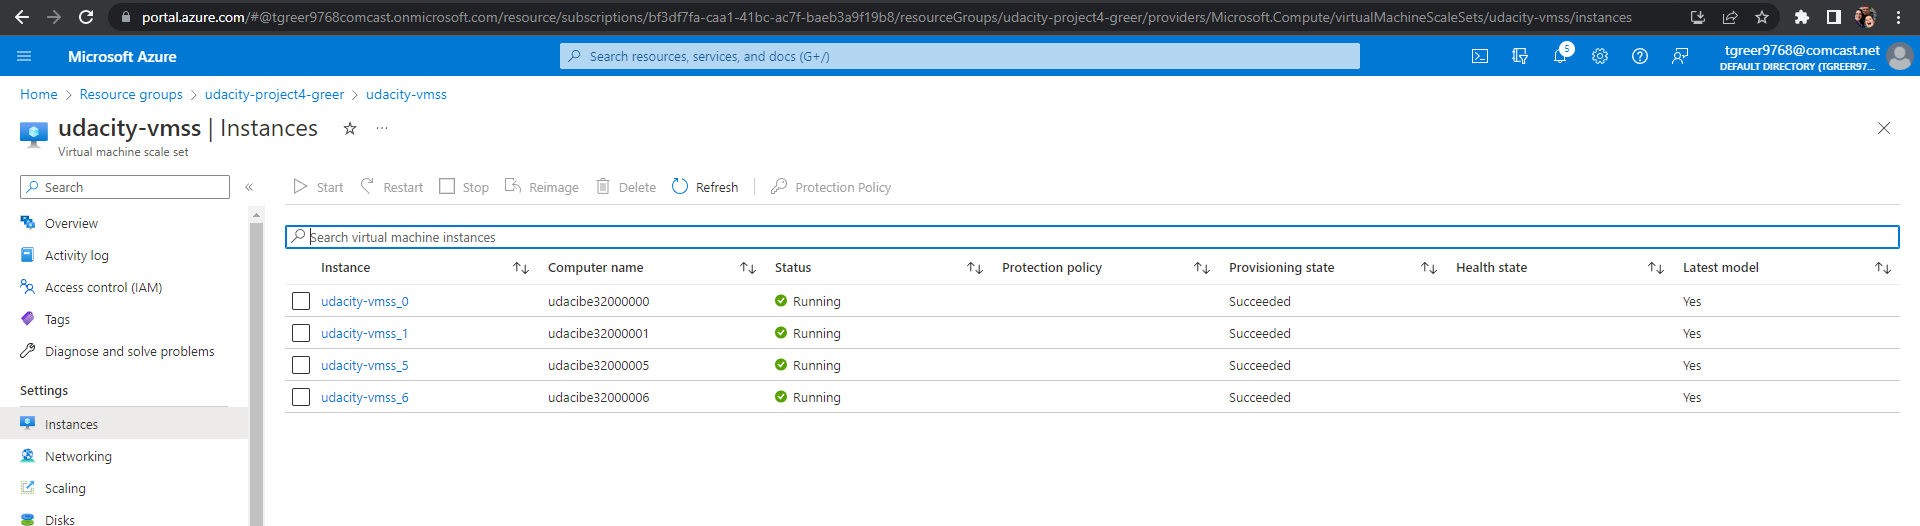 portal.azure.com/#@tgreer9768comcast.onmicrosoft.com/resource/subscriptions/bf3df7fa-caa1-41bc-ac7f-baeb3a9f19b8/resourceGroups/udacity-project4-greer/providers/Microsoft.Compute/virtualMachineScaleSets/udacity-vmss/instances
Microsoft Azure
Search resources, services, and docs (G+/)
5
tgreer9768@comcast.net
DEFAULT DIRECTORY (TGREER97...
Home > Resource groups > udacity-project4-greer > udacity-vmss
udacity-vmss | Instances ...
Virtual machine scale set
Search «
Start Restart Stop Reimage Delete Refresh Protection Policy
Overview
Activity log
Access control (IAM)
Tags
Diagnose and solve problems
Settings
Instances
Networking
Scaling
Disks
Search virtual machine instances
Instance Computer name Status Protection policy Provisioning state Health state Latest model
udacity-vmss_0 udacibe32000000 Running Succeeded Yes
udacity-vmss_1 udacibe32000001 Running Succeeded Yes
udacity-vmss_5 udacibe32000005 Running Succeeded Yes
udacity-vmss_6 udacibe32000006 Running Succeeded Yes